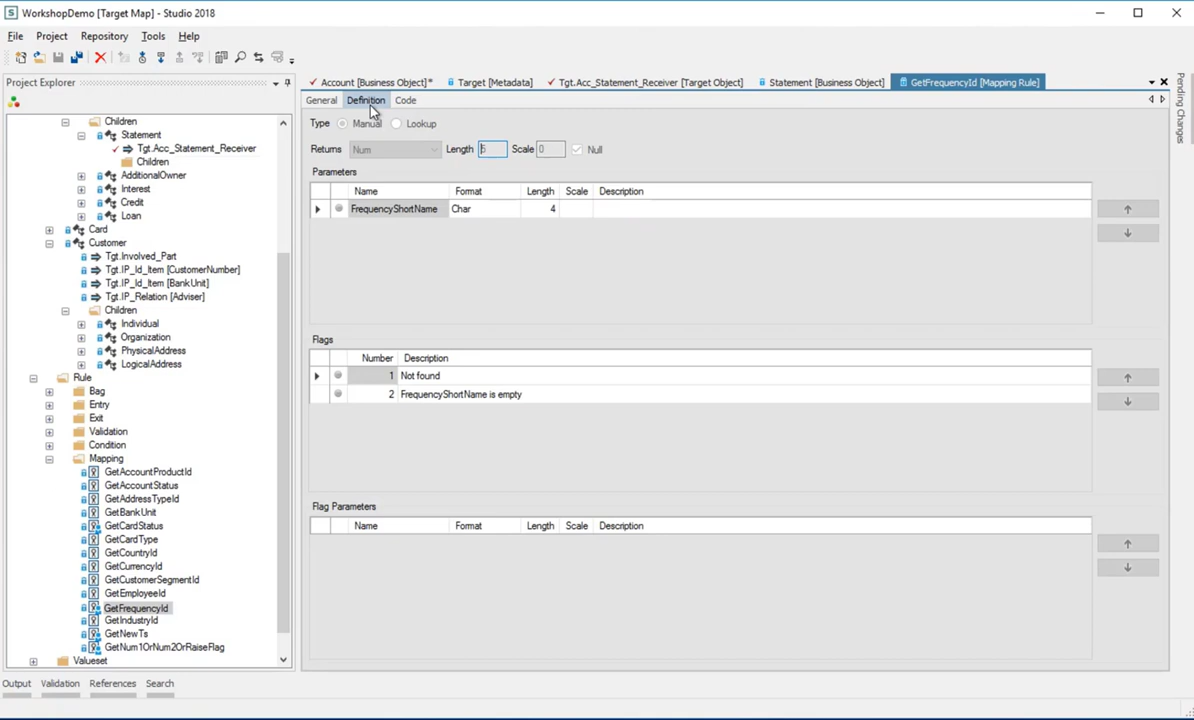 WorkshopDemo [Target Map] - Studio 2018
File Project Repository Tools Help
Project Explorer
Account [Business Object]* Target [Metadata] Tgt.Acc_Statement_Receiver [Target Object] Statement [Business Object] GetFrequencyId [Mapping Rule]
Pending Changes
General Definition Code
Type Manual Lookup
Returns Num Length 5 Scale 0 Null
Parameters
Name Format Length Scale Description
FrequencyShortName Char 4
Flags
Number Description
1 Not found
2 FrequencyShortName is empty
Flag Parameters
Name Format Length Scale Description
Children
Statement
Tgt.Acc_Statement_Receiver
Children
AdditionalOwner
Interest
Credit
Loan
Card
Customer
Tgt.Involved_Part
Tgt.IP_Id_Item [CustomerNumber]
Tgt.IP_Id_Item [BankUnit]
Tgt.IP_Relation [Adviser]
Children
Individual
Organization
PhysicalAddress
LogicalAddress
Rule
Bag
Entry
Exit
Validation
Condition
Mapping
GetAccountProductId
GetAccountStatus
GetAddressTypeId
GetBankUnit
GetCardStatus
GetCardType
GetCountryId
GetCurrencyId
GetCustomerSegmentId
GetEmployeeId
GetFrequencyId
GetIndustryId
GetNewTs
GetNum1OrNum2OrRaiseFlag
Valueset
Output Validation References Search